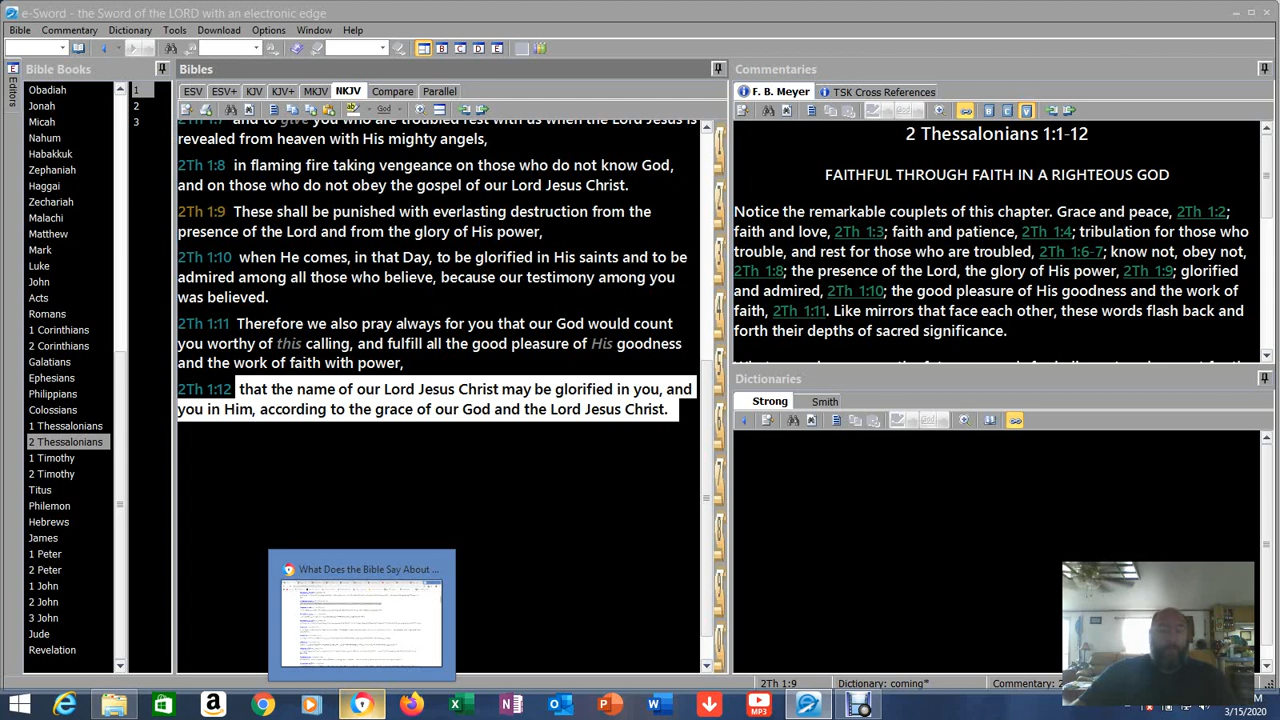 e-Sword - the Sword of the LORD with an electronic edge
Bible Commentary Dictionary Tools Download Options Window Help
B C D E
Editors
Bible Books
Obadiah
Jonah
Micah
Nahum
Habakkuk
Zephaniah
Haggai
Zechariah
Malachi
Matthew
Mark
Luke
John
Acts
Romans
1 Corinthians
2 Corinthians
Galatians
Ephesians
Philippians
Colossians
1 Thessalonians
2 Thessalonians
1 Timothy
2 Timothy
Titus
Philemon
Hebrews
James
1 Peter
2 Peter
1 John
2 John
3 John
Jude
Revelation
1
2
3
Bibles
ESV ESV+ KJV KJV+ MKJV NKJV Compare Parallel
God
revealed from heaven with His mighty angels,
2Th 1:8 in flaming fire taking vengeance on those who do not know God,
and on those who do not obey the gospel of our Lord Jesus Christ.
2Th 1:9 These shall be punished with everlasting destruction from the
presence of the Lord and from the glory of His power,
2Th 1:10 when He comes, in that Day, to be glorified in His saints and to be
admired among all those who believe, because our testimony among you
was believed.
2Th 1:11 Therefore we also pray always for you that our God would count
you worthy of this calling, and fulfill all the good pleasure of His goodness
and the work of faith with power,
2Th 1:12 that the name of our Lord Jesus Christ may be glorified in you, and
you in Him, according to the grace of our God and the Lord Jesus Christ.
What Does the Bible Say About ...
Commentaries
F. B. Meyer TSK Cross References
B C V
2 Thessalonians 1:1-12
FAITHFUL THROUGH FAITH IN A RIGHTEOUS GOD
Notice the remarkable couplets of this chapter. Grace and peace, 2Th 1:2;
faith and love, 2Th 1:3; faith and patience, 2Th 1:4; tribulation for those who
trouble, and rest for those who are troubled, 2Th 1:6-7; know not, obey not,
2Th 1:8; the presence of the Lord, the glory of His power, 2Th 1:9; glorified
and admired, 2Th 1:10; the good pleasure of His goodness and the work of
faith, 2Th 1:11. Like mirrors that face each other, these words flash back and
forth their depths of sacred significance.
Dictionaries
Strong Smith
God
2Th 1:9 Dictionary: coming* Commentary: 2
MP3
3/15/2020